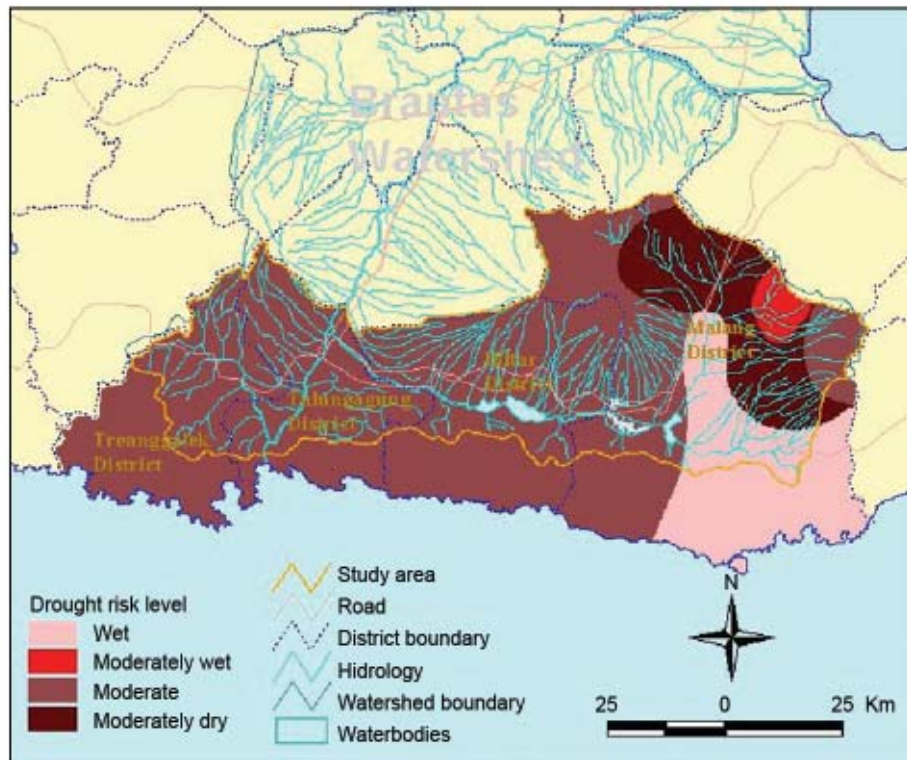 Brantas
Watershed
Malang
District
Blitar
District
Tulungagung
District
Treanggalek
District
Drought risk level
Wet
Moderately wet
Moderate
Moderately dry
Study area
Road
District boundary
Hidrology
Watershed boundary
Waterbodies
N
25 0 25 Km